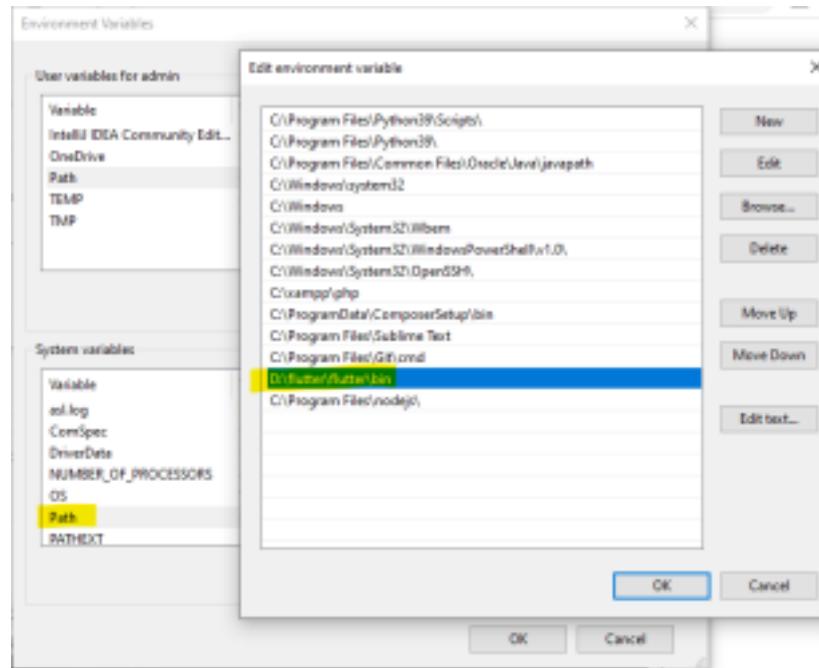 Environment Variables
User variables for admin
Variable
IntelliJ IDEA Community Edit...
OneDrive
Path
TEMP
TMP
System variables
Variable
asl.log
ComSpec
DriverData
NUMBER_OF_PROCESSORS
OS
Path
PATHEXT
OK
Cancel
Edit environment variable
C:\Program Files\Python39\Scripts\
C:\Program Files\Python39\
C:\Program Files\Common Files\Oracle\Java\javapath
C:\Windows\system32
C:\Windows
C:\Windows\System32\Wbem
C:\Windows\System32\WindowsPowerShell\v1.0\
C:\Windows\System32\OpenSSH\
C:\xampp\php
C:\ProgramData\ComposerSetup\bin
C:\Program Files\Sublime Text
C:\Program Files\Git\cmd
D:\flutter\flutter\bin
C:\Program Files\nodejs\
New
Edit
Browse...
Delete
Move Up
Move Down
Edit text...
OK
Cancel